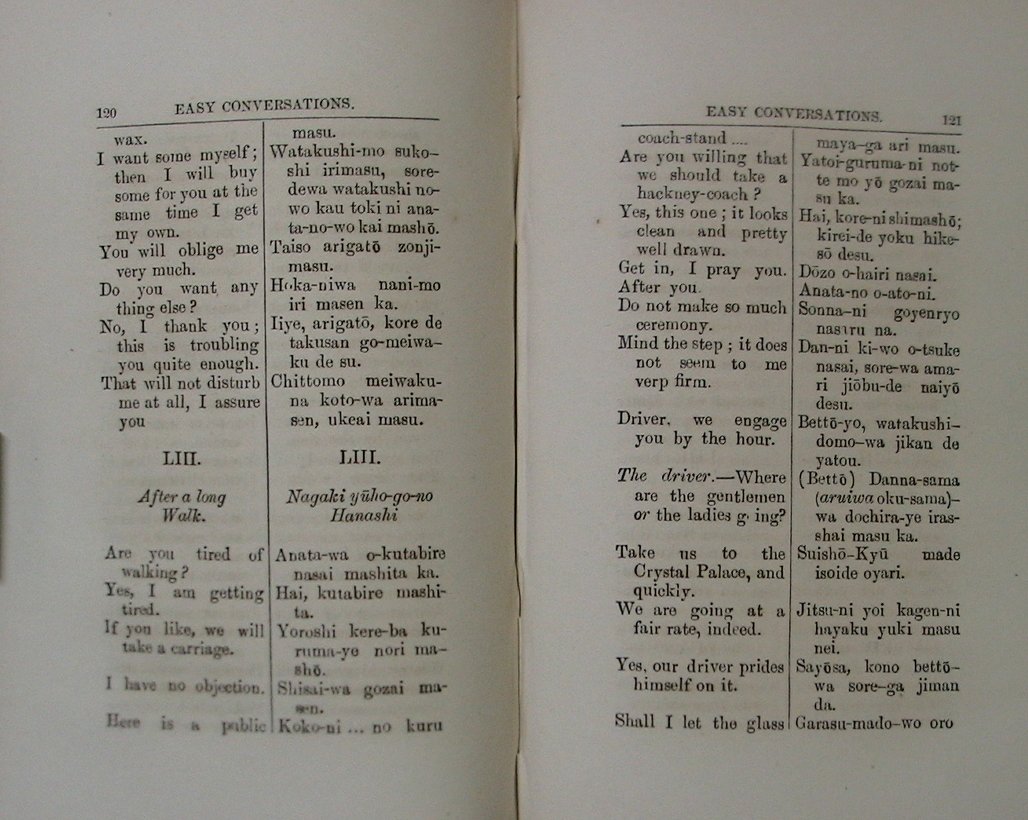 120 EASY CONVERSATIONS.
wax.
I want some myself;
then I will buy
some for you at the
same time I get
my own.
You will oblige me
very much.
Do you want any
thing else?
No, I thank you;
this is troubling
you quite enough.
That will not disturb
me at all, I assure
you
LIII.
After a long
Walk.
Are you tired of
walking?
Yes, I am getting
tired.
If you like, we will
take a carriage.
I have no objection.
Here is a public
masu.
Watakushi-mo suko-
shi irimasu, sore-
dewa watakushi no-
wo kau toki ni ana-
ta-no-wo kai mashō.
Taiso arigatō zonji-
masu.
Hoka-niwa nani-mo
iri masen ka.
Iiye, arigatō, kore de
takusan go-meiwa-
ku de su.
Chittomo meiwaku-
na koto-wa arima-
sen, ukeai masu.
LIII.
Nagaki yūho-go-no
Hanashi
Anata-wa o-kutabire
nasai mashita ka.
Hai, kutabire mashi-
ta.
Yoroshi kere-ba ku-
ruma-ye nori ma-
shō.
Shisai-wa gozai ma-
sen.
Koko-ni ... no kuru
EASY CONVERSATIONS. 121
coach-stand ....
Are you willing that
we should take a
hackney-coach?
Yes, this one; it looks
clean and pretty
well drawn.
Get in, I pray you.
After you.
Do not make so much
ceremony.
Mind the step; it does
not seem to me
verp firm.
Driver, we engage
you by the hour.
The driver.—Where
are the gentlemen
or the ladies g ing?
Take us to the
Crystal Palace, and
quickly.
We are going at a
fair rate, indeed.
Yes, our driver prides
himself on it.
Shall I let the glass
maya-ga ari masu.
Yatoi-guruma-ni not-
te mo yō gozai ma-
su ka.
Hai, kore-ni shimashō;
kirei-de yoku hike-
sō desu.
Dōzo o-hairi nasai.
Anata-no o-ato-ni.
Sonna-ni goyenryo
nasaru na.
Dan-ni ki-wo o-tsuke
nasai, sore-wa ama-
ri jiōbu-de naiyō
desu.
Bettō-yo, watakushi-
domo-wa jikan de
yatou.
(Bettō) Danna-sama
(aruiwa oku-sama)-
wa dochira-ye iras-
shai masu ka.
Suishō-Kyū made
isoide oyari.
Jitsu-ni yoi kagen-ni
hayaku yuki masu
nei.
Sayōsa, kono bettō-
wa sore-ga jiman
da.
Garasu-mado-wo oro